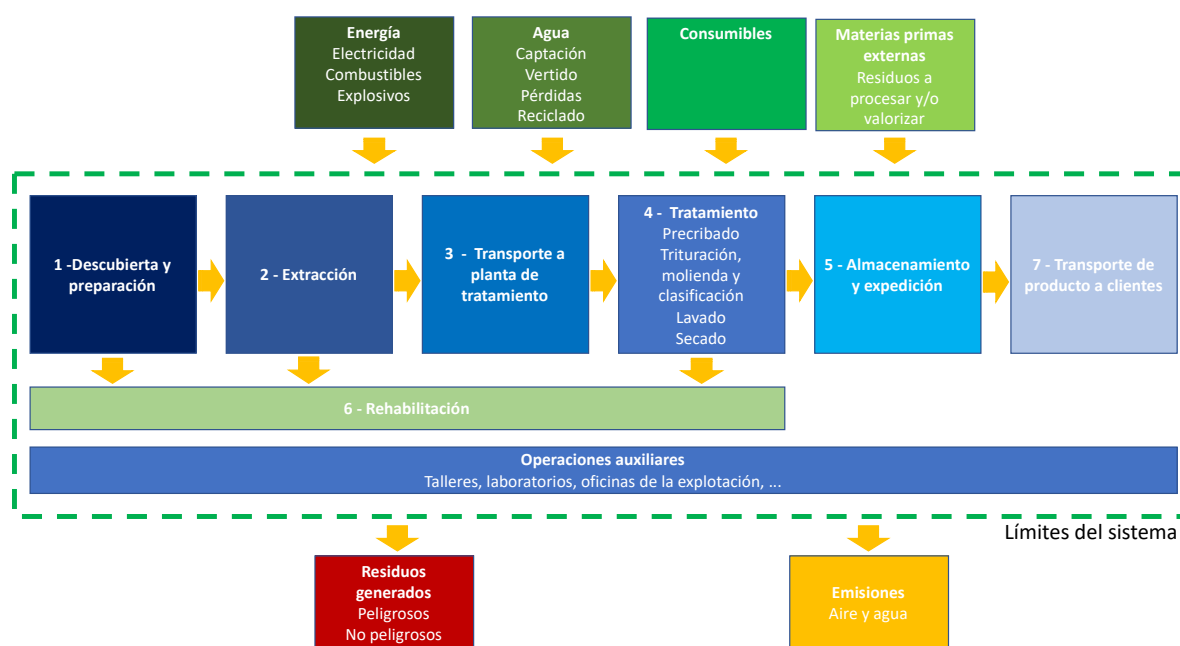 Energía
Electricidad
Combustibles
Explosivos
Agua
Captación
Vertido
Pérdidas
Reciclado
Consumibles
Materias primas
externas
Residuos a
procesar y/o
valorizar
1 -Descubierta y
preparación
2 - Extracción
3 - Transporte a
planta de
tratamiento
4 - Tratamiento
Precribado
Trituración,
molienda y
clasificación
Lavado
Secado
5 - Almacenamiento
y expedición
7 - Transporte de
producto a clientes
6 - Rehabilitación
Operaciones auxiliares
Talleres, laboratorios, oficinas de la explotación, ...
Límites del sistema
Residuos
generados
Peligrosos
No peligrosos
Emisiones
Aire y agua